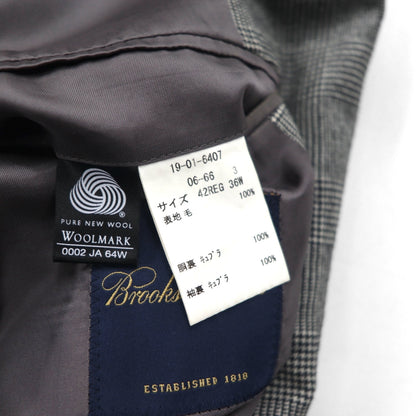 PURE NEW WOOL
WOOLMARK
0002 JA 64W
19-01-6407
06-66 3
サイズ 42REG 36W
表地 毛 100%
胴裏 キュプラ 100%
袖裏 キュプラ 100%
Brooks
ESTABLISHED 1818